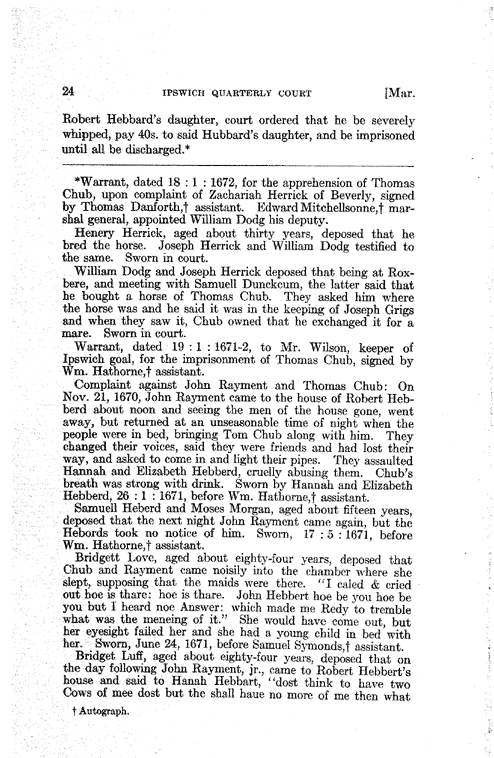 24 IPSWICH QUARTERLY COURT [Mar.
Robert Hebbard's daughter, court ordered that he be severely
whipped, pay 40s. to said Hubbard's daughter, and be imprisoned
until all be discharged.*
*Warrant, dated 18 : 1 : 1672, for the apprehension of Thomas
Chub, upon complaint of Zachariah Herrick of Beverly, signed
by Thomas Danforth,† assistant. Edward Mitchellsonne,† mar-
shal general, appointed William Dodg his deputy.
Henery Herrick, aged about thirty years, deposed that he
bred the horse. Joseph Herrick and William Dodg testified to
the same. Sworn in court.
William Dodg and Joseph Herrick deposed that being at Rox-
bere, and meeting with Samuell Dunckcum, the latter said that
he bought a horse of Thomas Chub. They asked him where
the horse was and he said it was in the keeping of Joseph Grigs
and when they saw it, Chub owned that he exchanged it for a
mare. Sworn in court.
Warrant, dated 19 : 1 : 1671-2, to Mr. Wilson, keeper of
Ipswich goal, for the imprisonment of Thomas Chub, signed by
Wm. Hathorne,† assistant.
Complaint against John Rayment and Thomas Chub: On
Nov. 21, 1670, John Rayment came to the house of Robert Heb-
berd about noon and seeing the men of the house gone, went
away, but returned at an unseasonable time of night when the
people were in bed, bringing Tom Chub along with him. They
changed their voices, said they were friends and had lost their
way, and asked to come in and light their pipes. They assaulted
Hannah and Elizabeth Hebberd, cruelly abusing them. Chub's
breath was strong with drink. Sworn by Hannah and Elizabeth
Hebberd, 26 : 1 : 1671, before Wm. Hathorne,† assistant.
Samuell Heberd and Moses Morgan, aged about fifteen years,
deposed that the next night John Rayment came again, but the
Hebords took no notice of him. Sworn, 17 : 5 : 1671, before
Wm. Hathorne,† assistant.
Bridgett Love, aged about eighty-four years, deposed that
Chub and Rayment came noisily into the chamber where she
slept, supposing that the maids were there. "I caled & cried
out hoe is thare: hoe is thare. John Hebbert hoe be you hoe be
you but I heard noe Answer: which made me Redy to tremble
what was the meneing of it." She would have come out, but
her eyesight failed her and she had a young child in bed with
her. Sworn, June 24, 1671, before Samuel Symonds,† assistant.
Bridget Luff, aged about eighty-four years, deposed that on
the day following John Rayment, jr., came to Robert Hebbert's
house and said to Hanah Hebbart, "dost think to have two
Cows of mee dost but the shall haue no more of me then what
† Autograph.